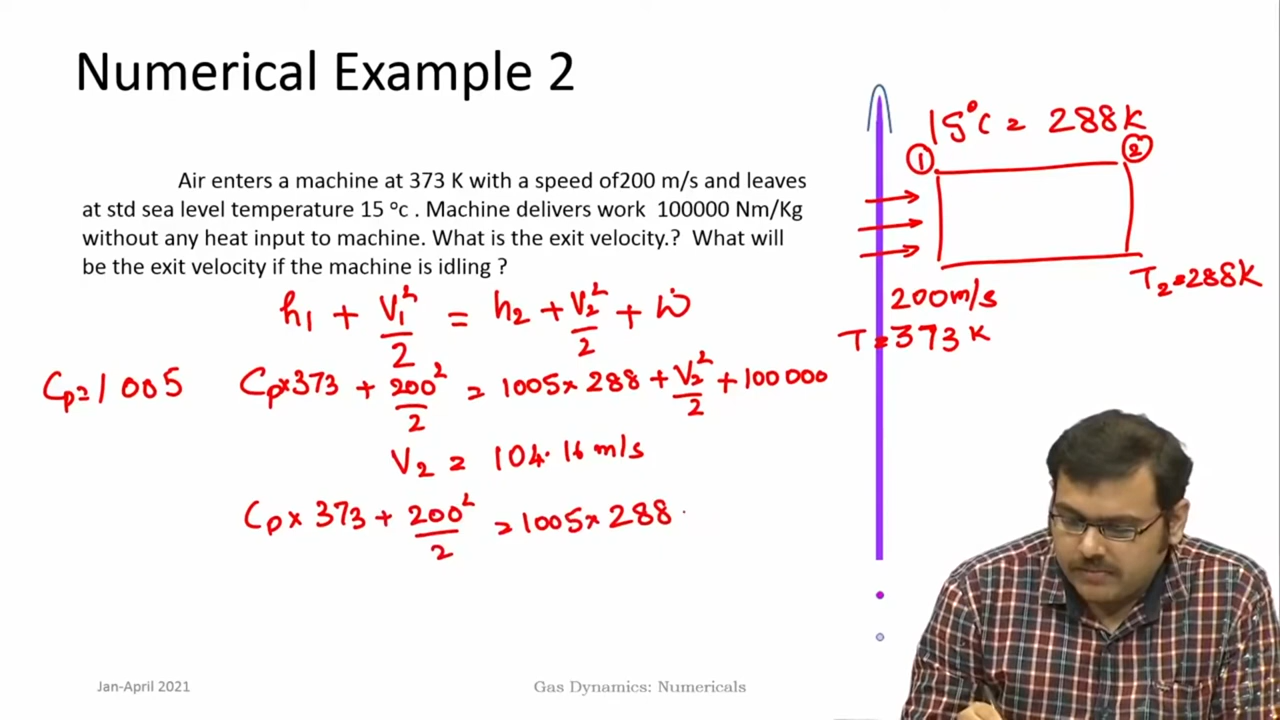 Numerical Example 2
Air enters a machine at 373 K with a speed of200 m/s and leaves
at std sea level temperature 15 ᵒc . Machine delivers work 100000 Nm/Kg
without any heat input to machine. What is the exit velocity.? What will
be the exit velocity if the machine is idling ?
h₁ + V₁²/2 = h₂ + V₂²/2 + ẇ
Cp = 1005
Cp×373 + 200²/2 = 1005×288 + V₂²/2 + 100000
V₂ = 104.16 m/s
Cp × 373 + 200²/2 = 1005×288
15°C = 288K
① ②
T₂=288K
200m/s
T=373 K
Jan-April 2021
Gas Dynamics: Numericals